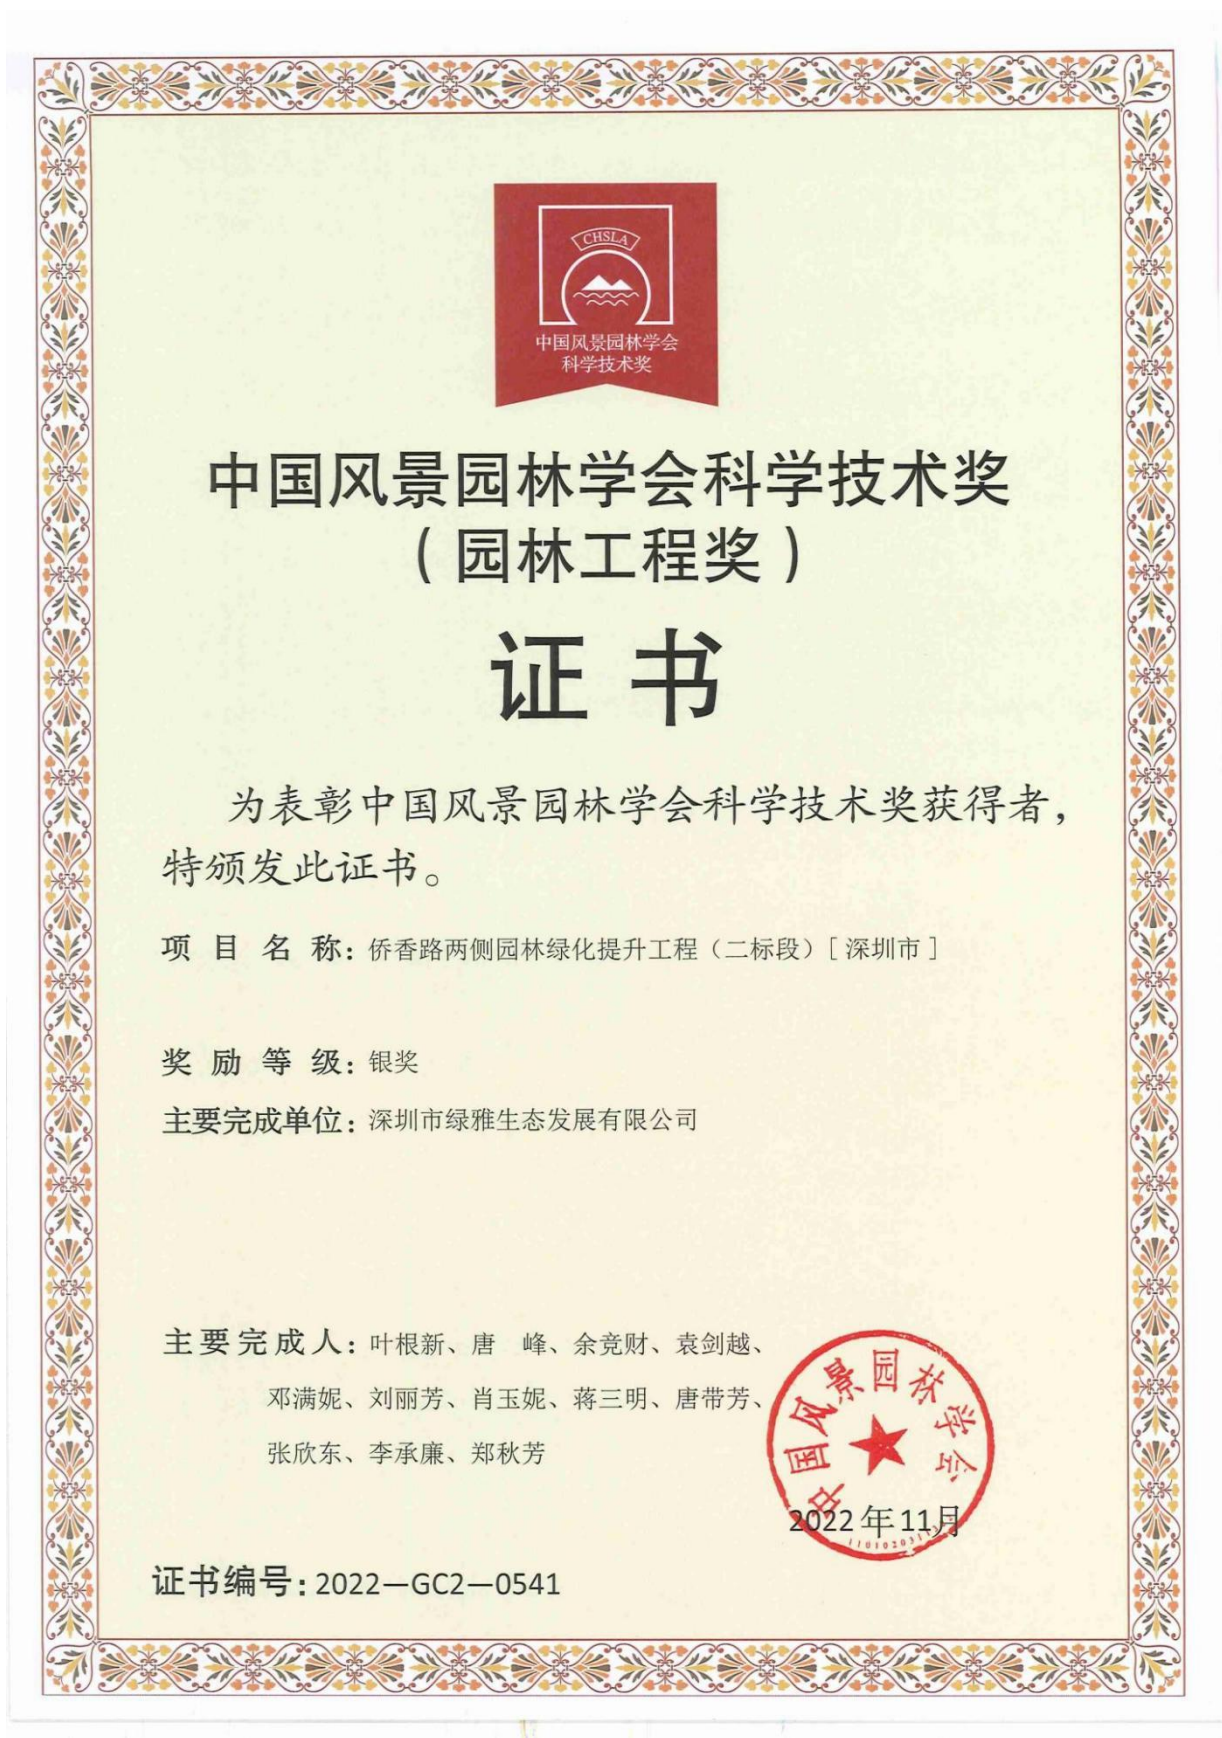 CHSLA
中国风景园林学会
科学技术奖
中国风景园林学会科学技术奖
（园林工程奖）
证书
为表彰中国风景园林学会科学技术奖获得者，
特颁发此证书。
项目名称：侨香路两侧园林绿化提升工程（二标段）[深圳市]
奖励等级：银奖
主要完成单位：深圳市绿雅生态发展有限公司
主要完成人：叶根新、唐　峰、余竞财、袁剑越、
邓满妮、刘丽芳、肖玉妮、蒋三明、唐带芳、
张欣东、李承廉、郑秋芳
中国风景园林学会
2022年11月
证书编号：2022—GC2—0541